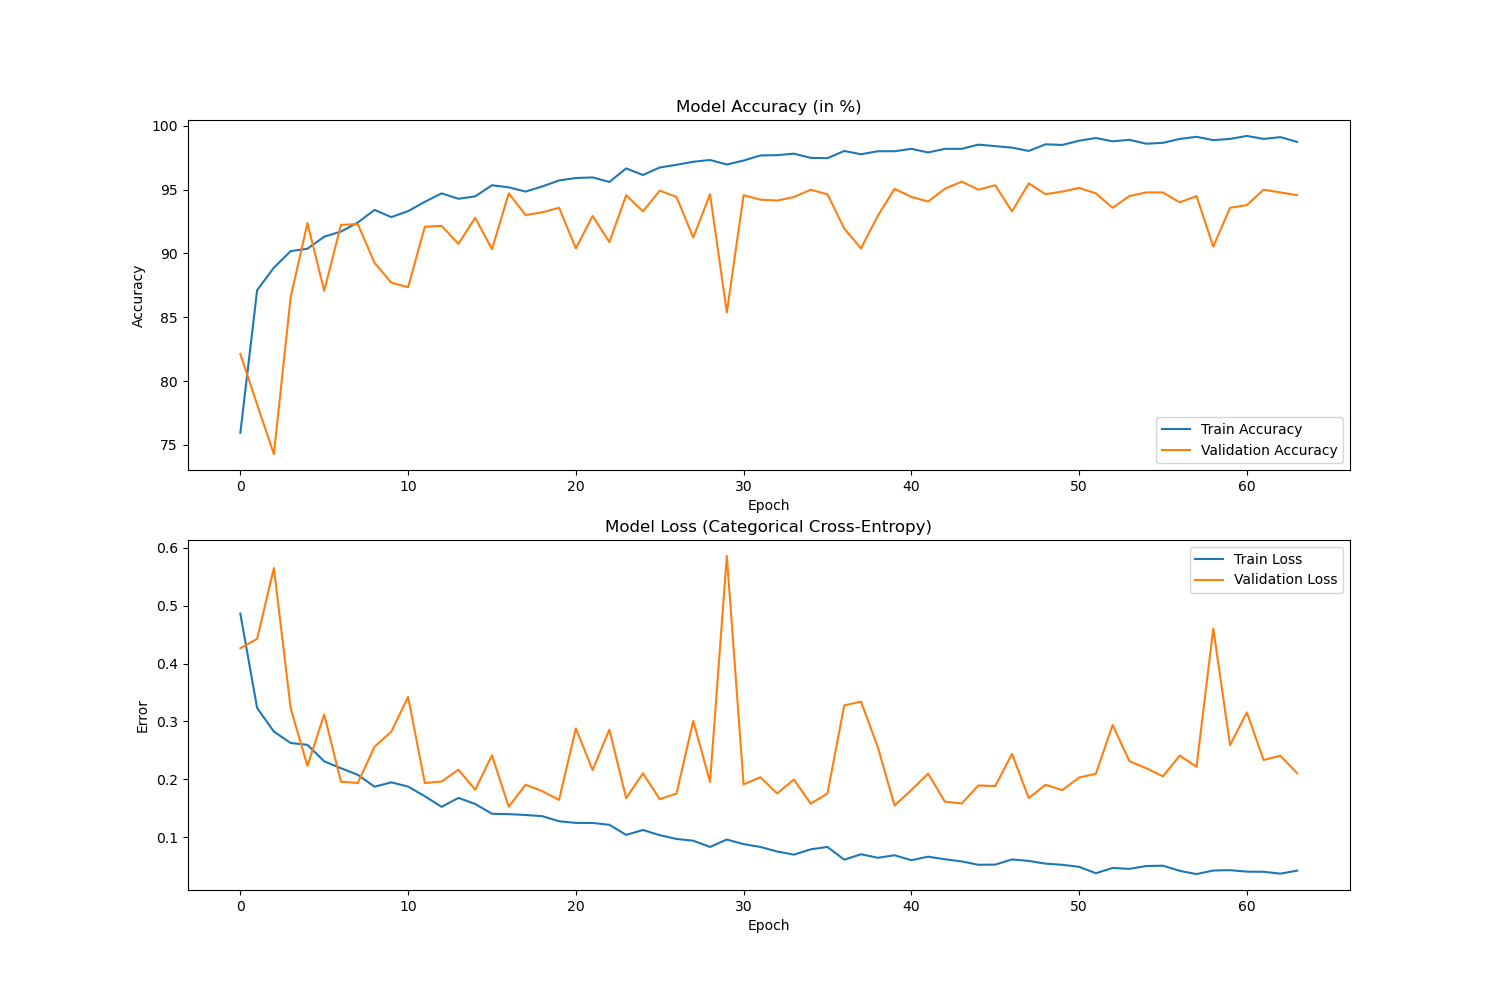 Model Accuracy (in %)
100
95
90
85
80
75
Accuracy
Train Accuracy
Validation Accuracy
0 10 20 30 40 50 60
Epoch
Model Loss (Categorical Cross-Entropy)
0.6
0.5
0.4
0.3
0.2
0.1
Error
Train Loss
Validation Loss
0 10 20 30 40 50 60
Epoch